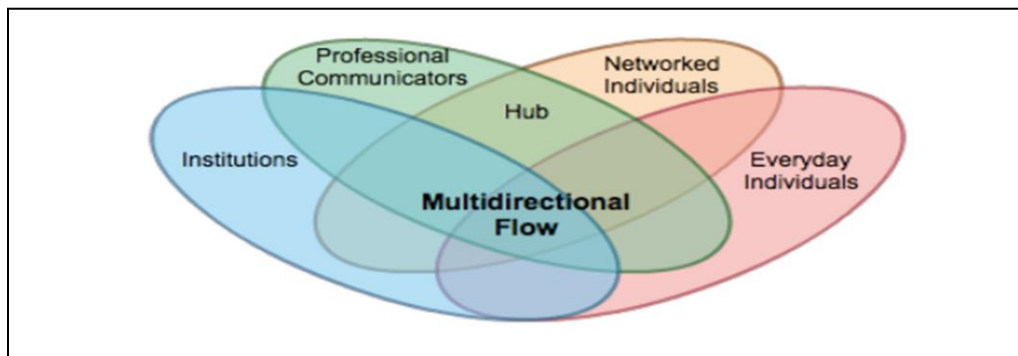 Professional
Communicators
Networked
Individuals
Hub
Institutions
Everyday
Individuals
Multidirectional
Flow